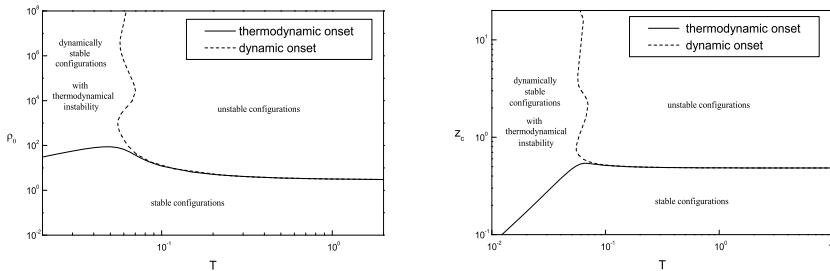 10^8
10^6
10^4
10^2
10^0
10^-2
ρ_0
thermodynamic onset
dynamic onset
dynamically
stable
configurations
with
thermodynamical
instability
unstable configurations
stable configurations
10^-1
10^0
T
10^1
10^0
10^-1
z_c
thermodynamic onset
dynamic onset
dynamically
stable
configurations
with
thermodynamical
instability
unstable configurations
stable configurations
10^-2
10^-1
10^0
T